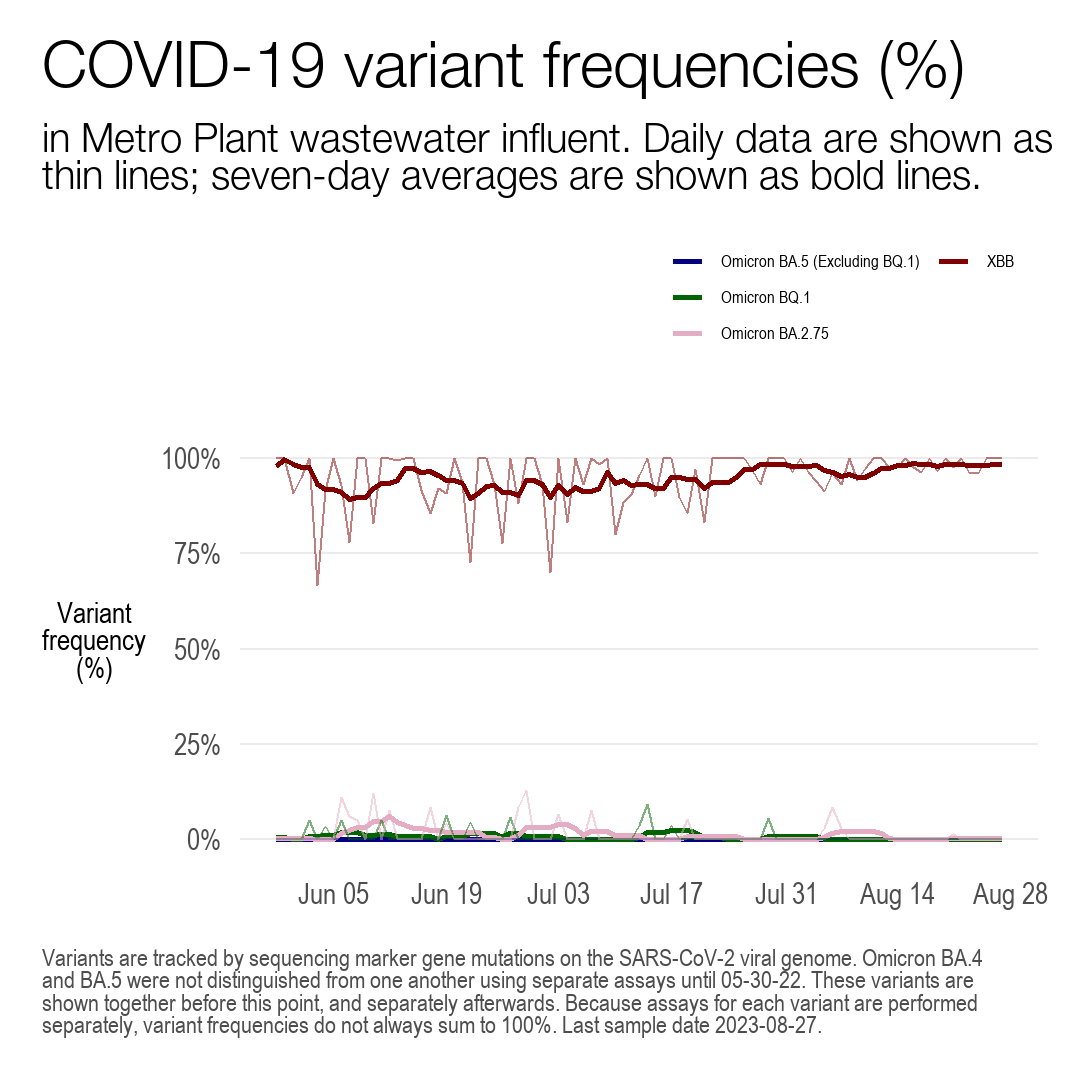 COVID-19 variant frequencies (%)
in Metro Plant wastewater influent. Daily data are shown as
thin lines; seven-day averages are shown as bold lines.
Omicron BA.5 (Excluding BQ.1)
XBB
Omicron BQ.1
Omicron BA.2.75
100%
75%
50%
25%
0%
Variant
frequency
(%)
Jun 05
Jun 19
Jul 03
Jul 17
Jul 31
Aug 14
Aug 28
Variants are tracked by sequencing marker gene mutations on the SARS-CoV-2 viral genome. Omicron BA.4
and BA.5 were not distinguished from one another using separate assays until 05-30-22. These variants are
shown together before this point, and separately afterwards. Because assays for each variant are performed
separately, variant frequencies do not always sum to 100%. Last sample date 2023-08-27.